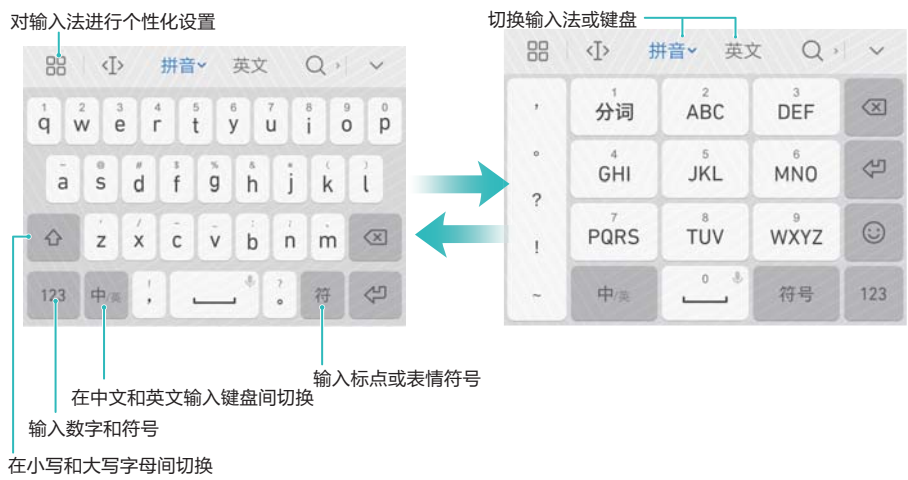 对输入法进行个性化设置
切换输入法或键盘
拼音 英文
1 2 3 4 5 6 7 8 9 0
q w e r t y u i o p
~ @ # $ % & * ( )
a s d f g h j k l
z x c v b n m
123 中/英 ! , ? 。 符
拼音 英文
, 1 分词 2 ABC 3 DEF
。 4 GHI 5 JKL 6 MNO
? 7 PQRS 8 TUV 9 WXYZ
!
~ 中/英 0 符号 123
输入标点或表情符号
在中文和英文输入键盘间切换
输入数字和符号
在小写和大写字母间切换